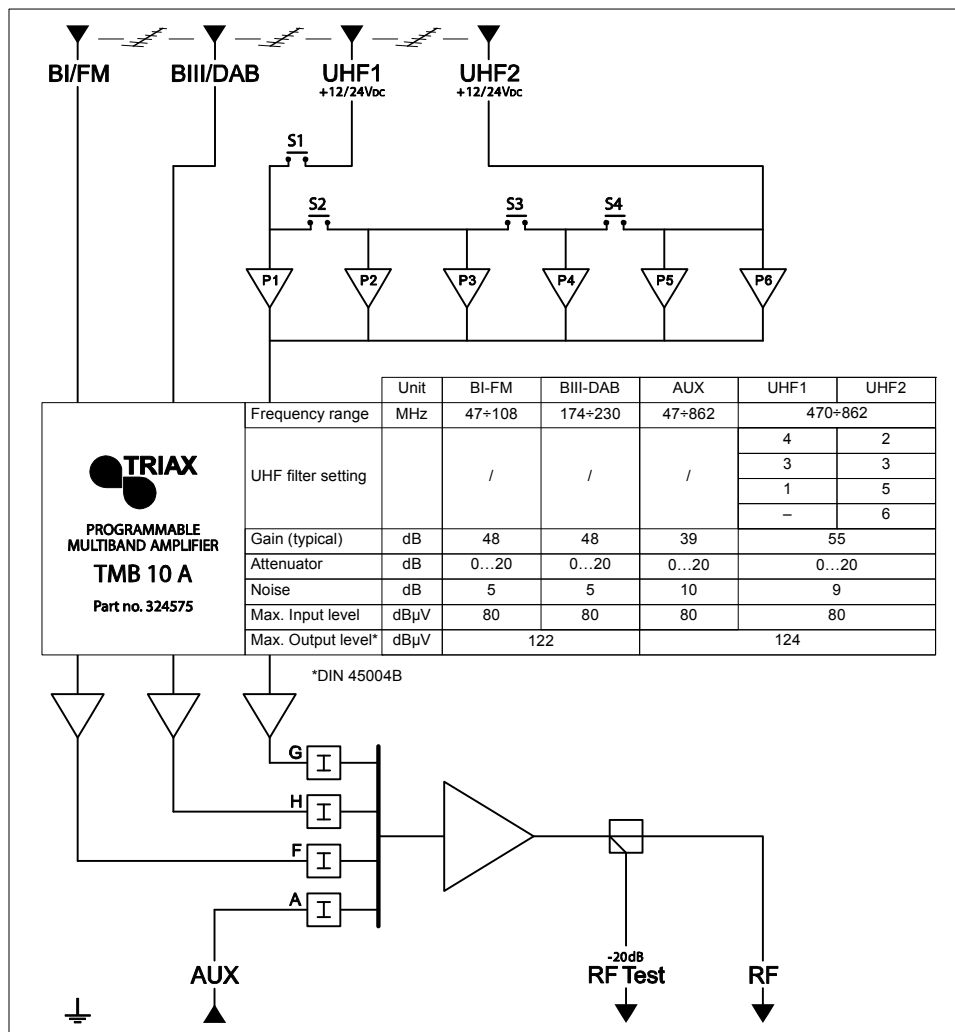 BI/FM BIII/DAB UHF1 UHF2
+12/24VDC +12/24VDC
S1
S2 S3 S4
P1 P2 P3 P4 P5 P6
Unit BI-FM BIII-DAB AUX UHF1 UHF2
Frequency range MHz 47÷108 174÷230 47÷862 470÷862
UHF filter setting / / / 4 2
3 3
1 5
– 6
Gain (typical) dB 48 48 39 55
Attenuator dB 0…20 0…20 0…20 0…20
Noise dB 5 5 10 9
Max. Input level dBµV 80 80 80 80
Max. Output level* dBµV 122 124
TRIAX
PROGRAMMABLE
MULTIBAND AMPLIFIER
TMB 10 A
Part no. 324575
*DIN 45004B
G I
H I
F I
A I
AUX
-20dB
RF Test
RF